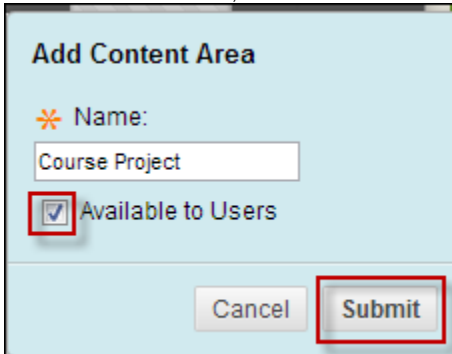 Add Content Area
* Name:
Course Project
Available to Users
Cancel Submit